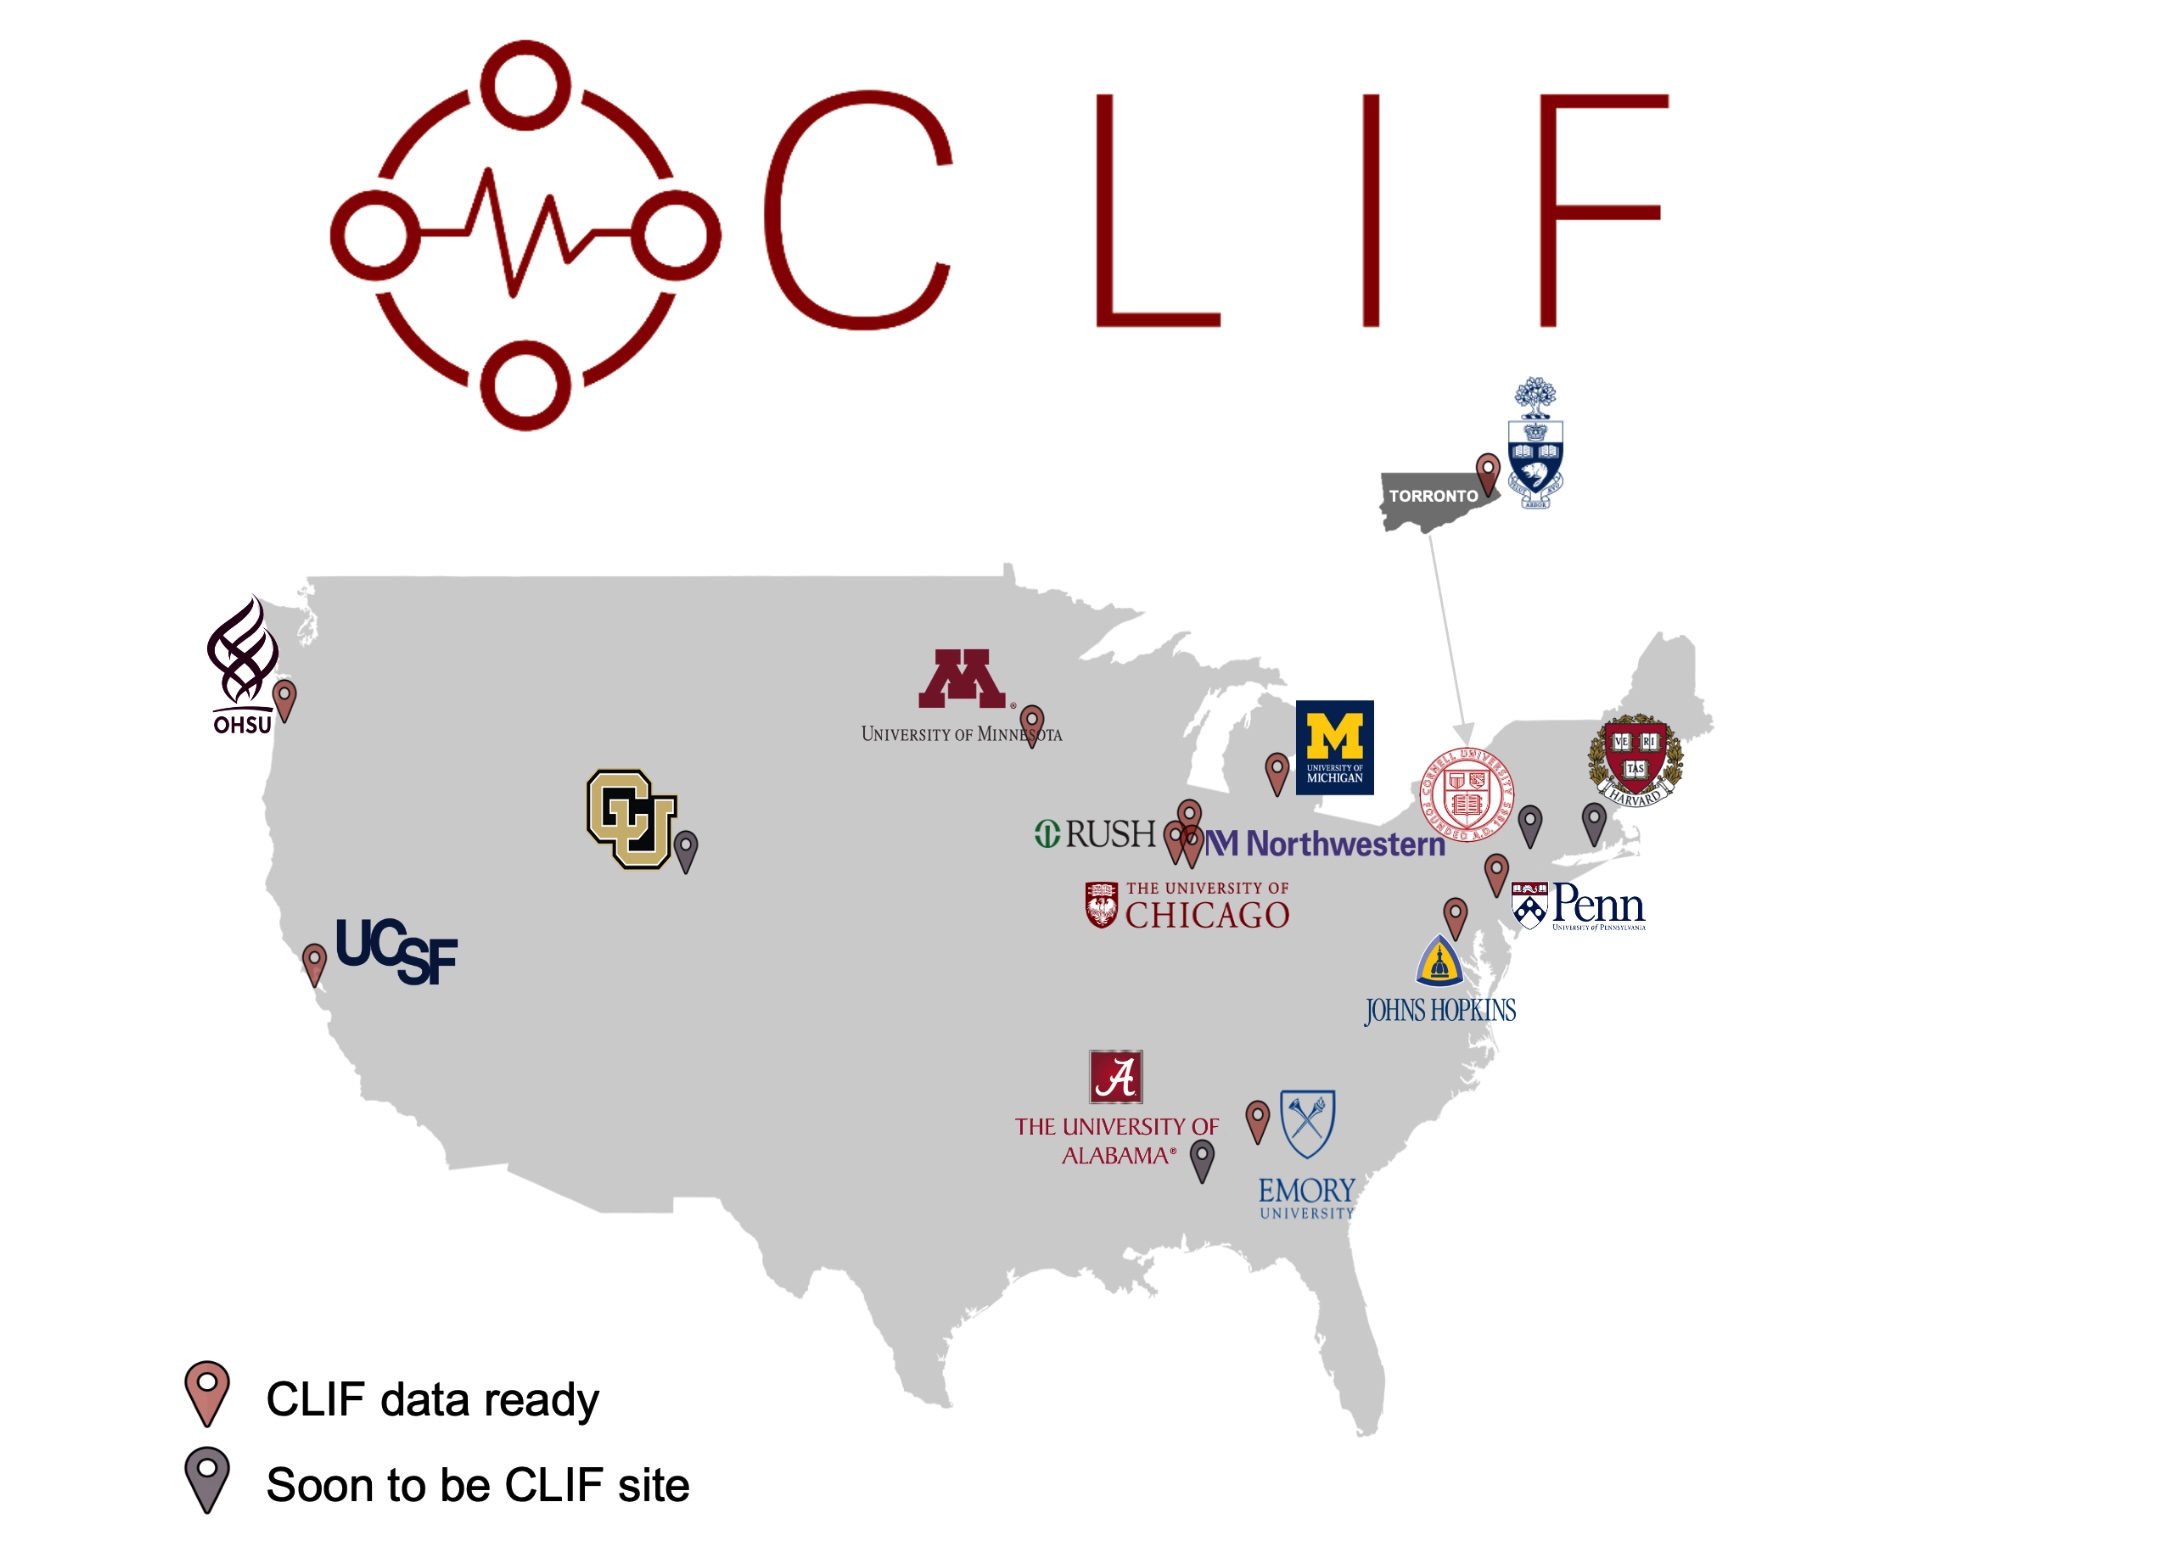 CLIF
TORRONTO
OHSU
UNIVERSITY OF MINNESOTA
UNIVERSITY OF
MICHIGAN
CORNELL UNIVERSITY
FOUNDED A.D. 1865
VE RI
TAS
HARVARD
CU
RUSH
Northwestern
THE UNIVERSITY OF
CHICAGO
Penn
UNIVERSITY of PENNSYLVANIA
UCSF
JOHNS HOPKINS
A
THE UNIVERSITY OF
ALABAMA®
EMORY
UNIVERSITY
CLIF data ready
Soon to be CLIF site